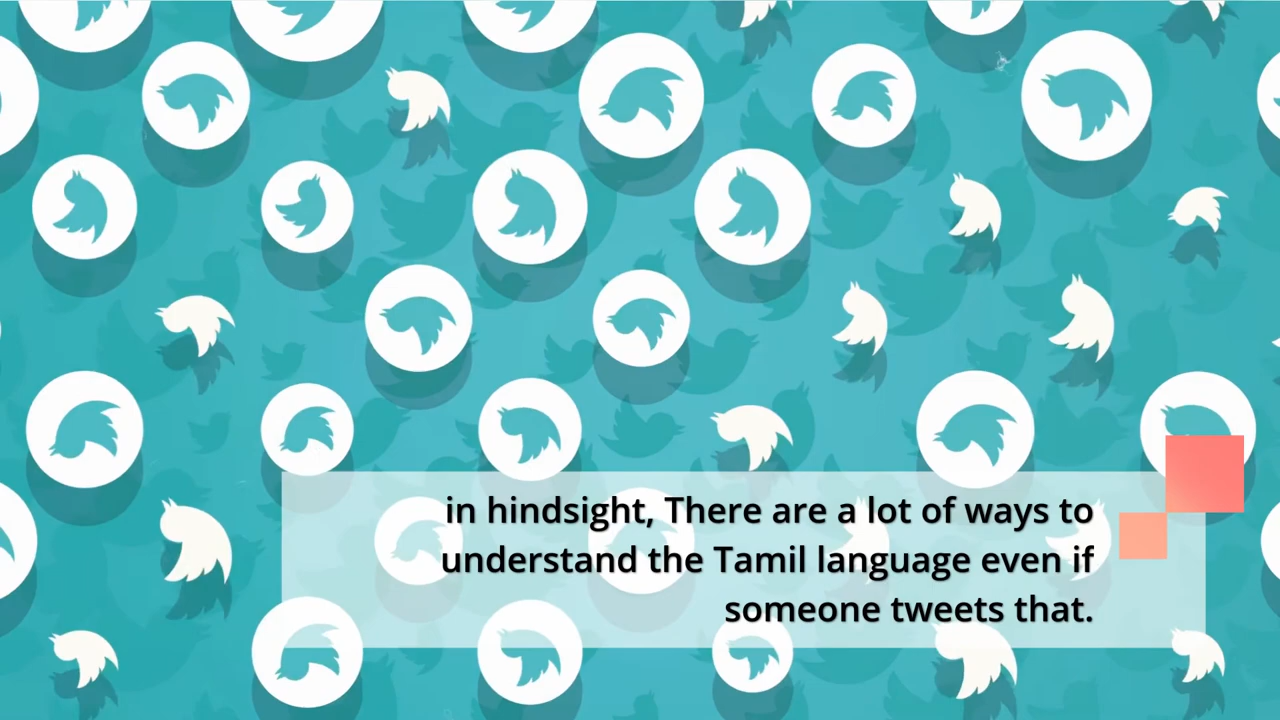 in hindsight, There are a lot of ways to
understand the Tamil language even if
someone tweets that.